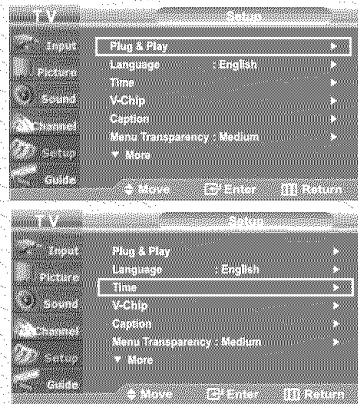 TV Setup
Input
Picture
Sound
Channel
Setup
Guide
Plug & Play
Language : English
Time
V-Chip
Caption
Menu Transparency : Medium
▼ More
Move Enter Return
TV Setup
Input
Picture
Sound
Channel
Setup
Guide
Plug & Play
Language : English
Time
V-Chip
Caption
Menu Transparency : Medium
▼ More
Move Enter Return